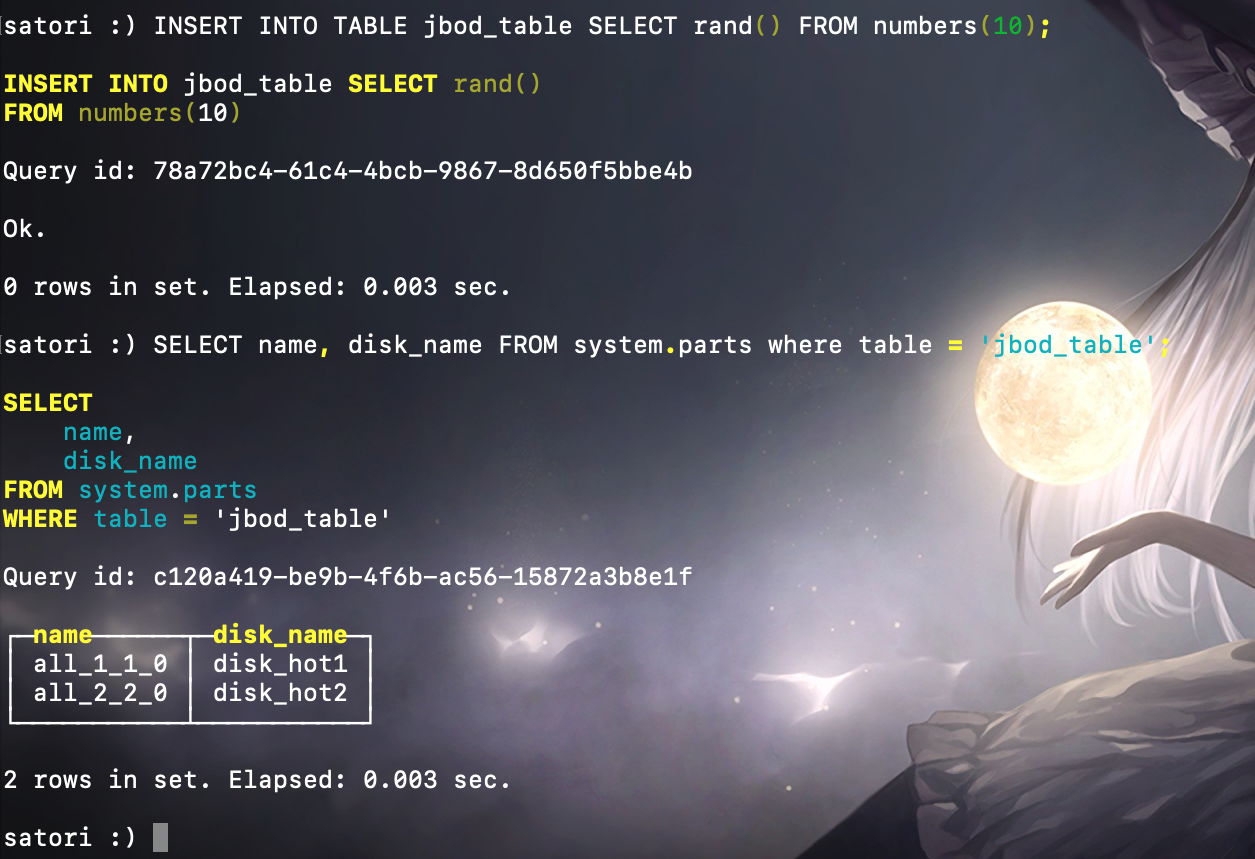 satori :) INSERT INTO TABLE jbod_table SELECT rand() FROM numbers(10);
INSERT INTO jbod_table SELECT rand()
FROM numbers(10)
Query id: 78a72bc4-61c4-4bcb-9867-8d650f5bbe4b
Ok.
0 rows in set. Elapsed: 0.003 sec.
satori :) SELECT name, disk_name FROM system.parts where table = 'jbod_table';
SELECT
    name,
    disk_name
FROM system.parts
WHERE table = 'jbod_table'
Query id: c120a419-be9b-4f6b-ac56-15872a3b8e1f
name disk_name
all_1_1_0 disk_hot1
all_2_2_0 disk_hot2
2 rows in set. Elapsed: 0.003 sec.
satori :)